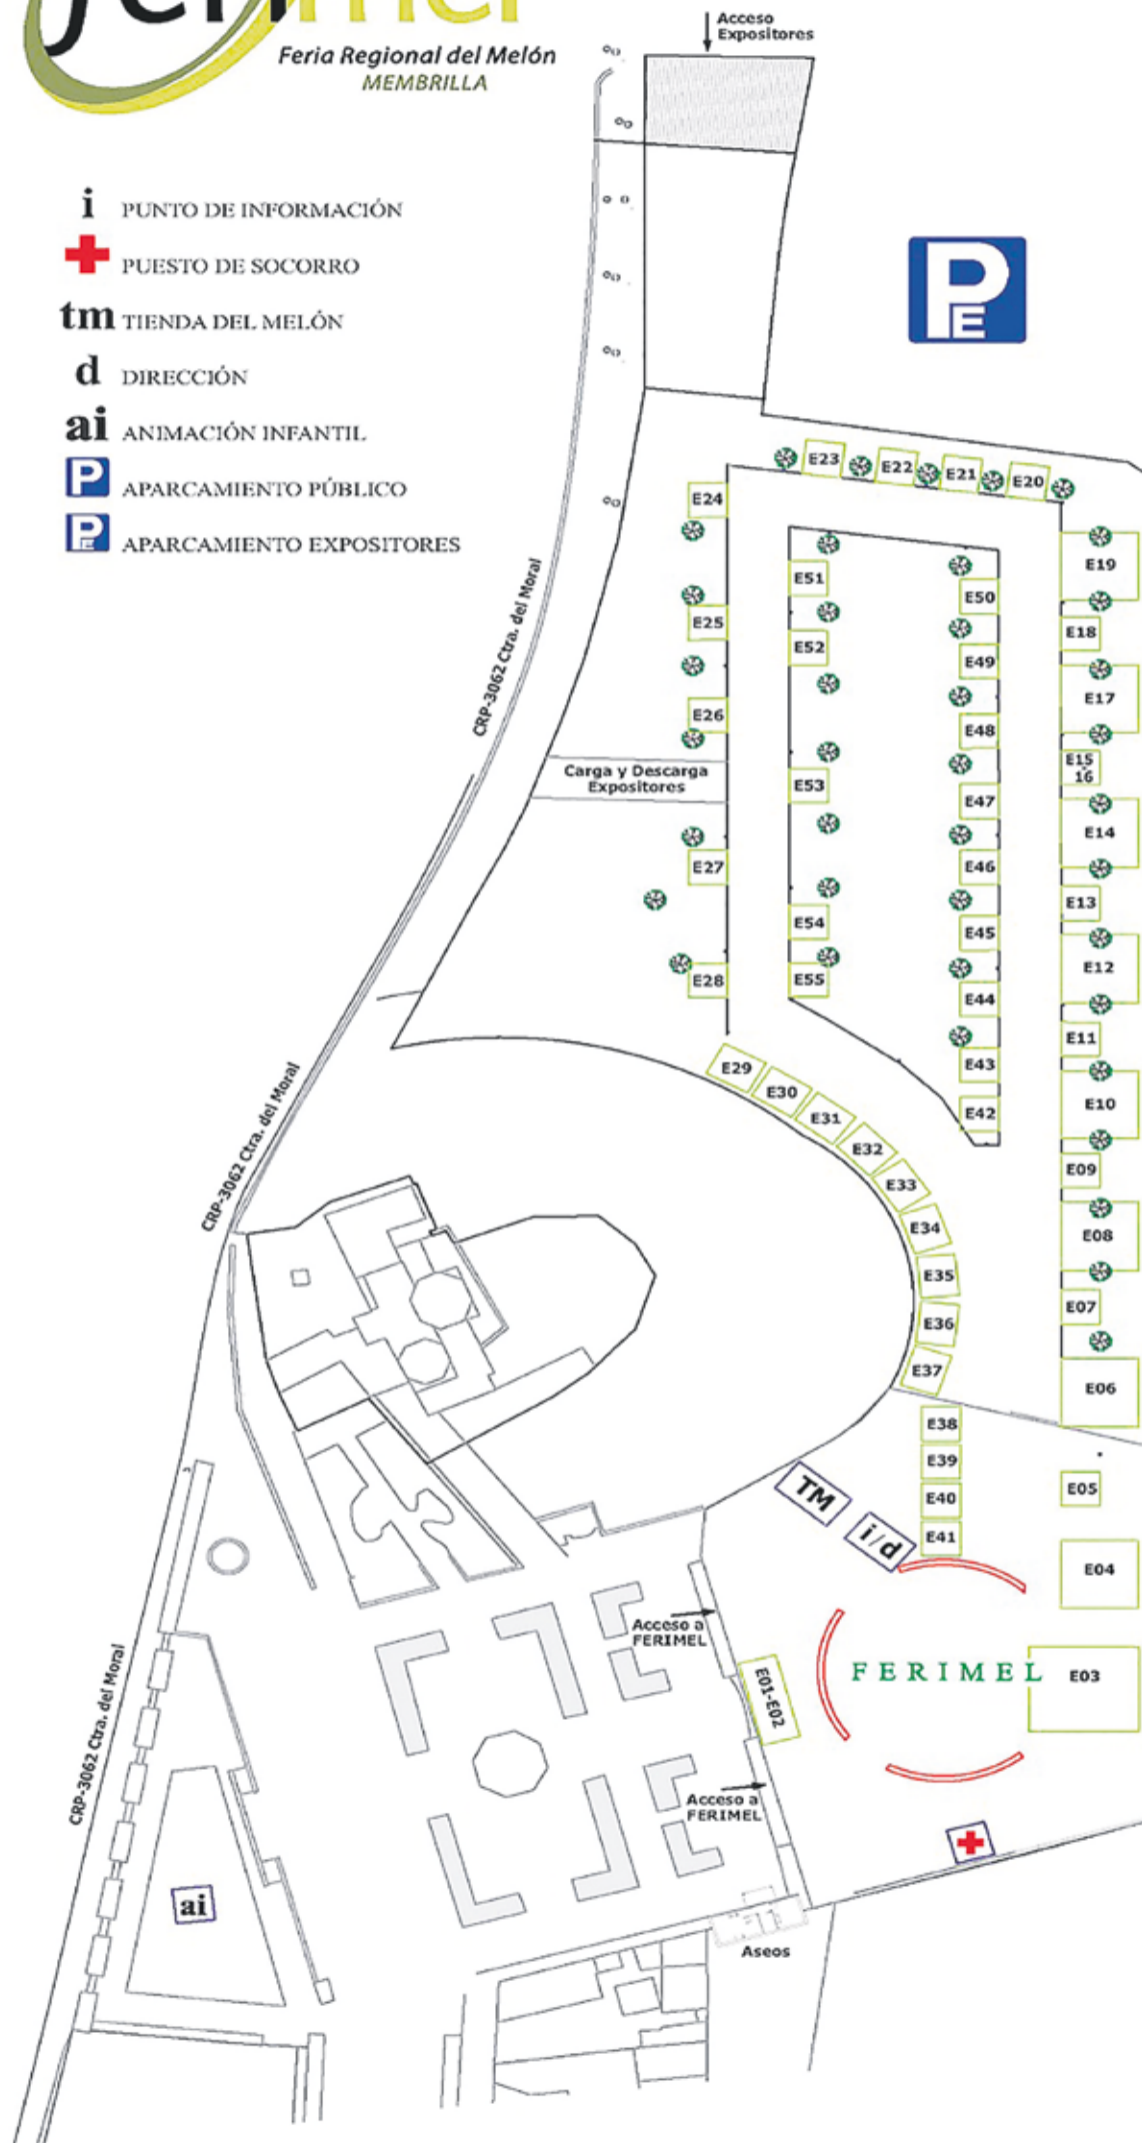 ferimel
Feria Regional del Melón
MEMBRILLA
Acceso
Expositores
i PUNTO DE INFORMACIÓN
PUESTO DE SOCORRO
tm TIENDA DEL MELÓN
d DIRECCIÓN
ai ANIMACIÓN INFANTIL
P APARCAMIENTO PÚBLICO
PE APARCAMIENTO EXPOSITORES
PE
E23
E22
E21
E20
E24
E19
E51
E50
E25
E18
E52
E49
E17
E26
E48
CRP-3062 Ctra. del Moral
Carga y Descarga
Expositores
E15
-16
E53
E47
E14
E27
E46
E13
E54
E45
E12
E28
E55
E44
E11
E43
E29
E30
E31
E32
E33
E34
E35
E36
E37
E42
E10
E09
E08
E07
E06
CRP-3062 Ctra. del Moral
E38
E39
E40
E41
E05
E04
TM
i/d
Acceso a
FERIMEL
E01-E02
FERIMEL
E03
Acceso a
FERIMEL
CRP-3062 Ctra. del Moral
ai
Aseos